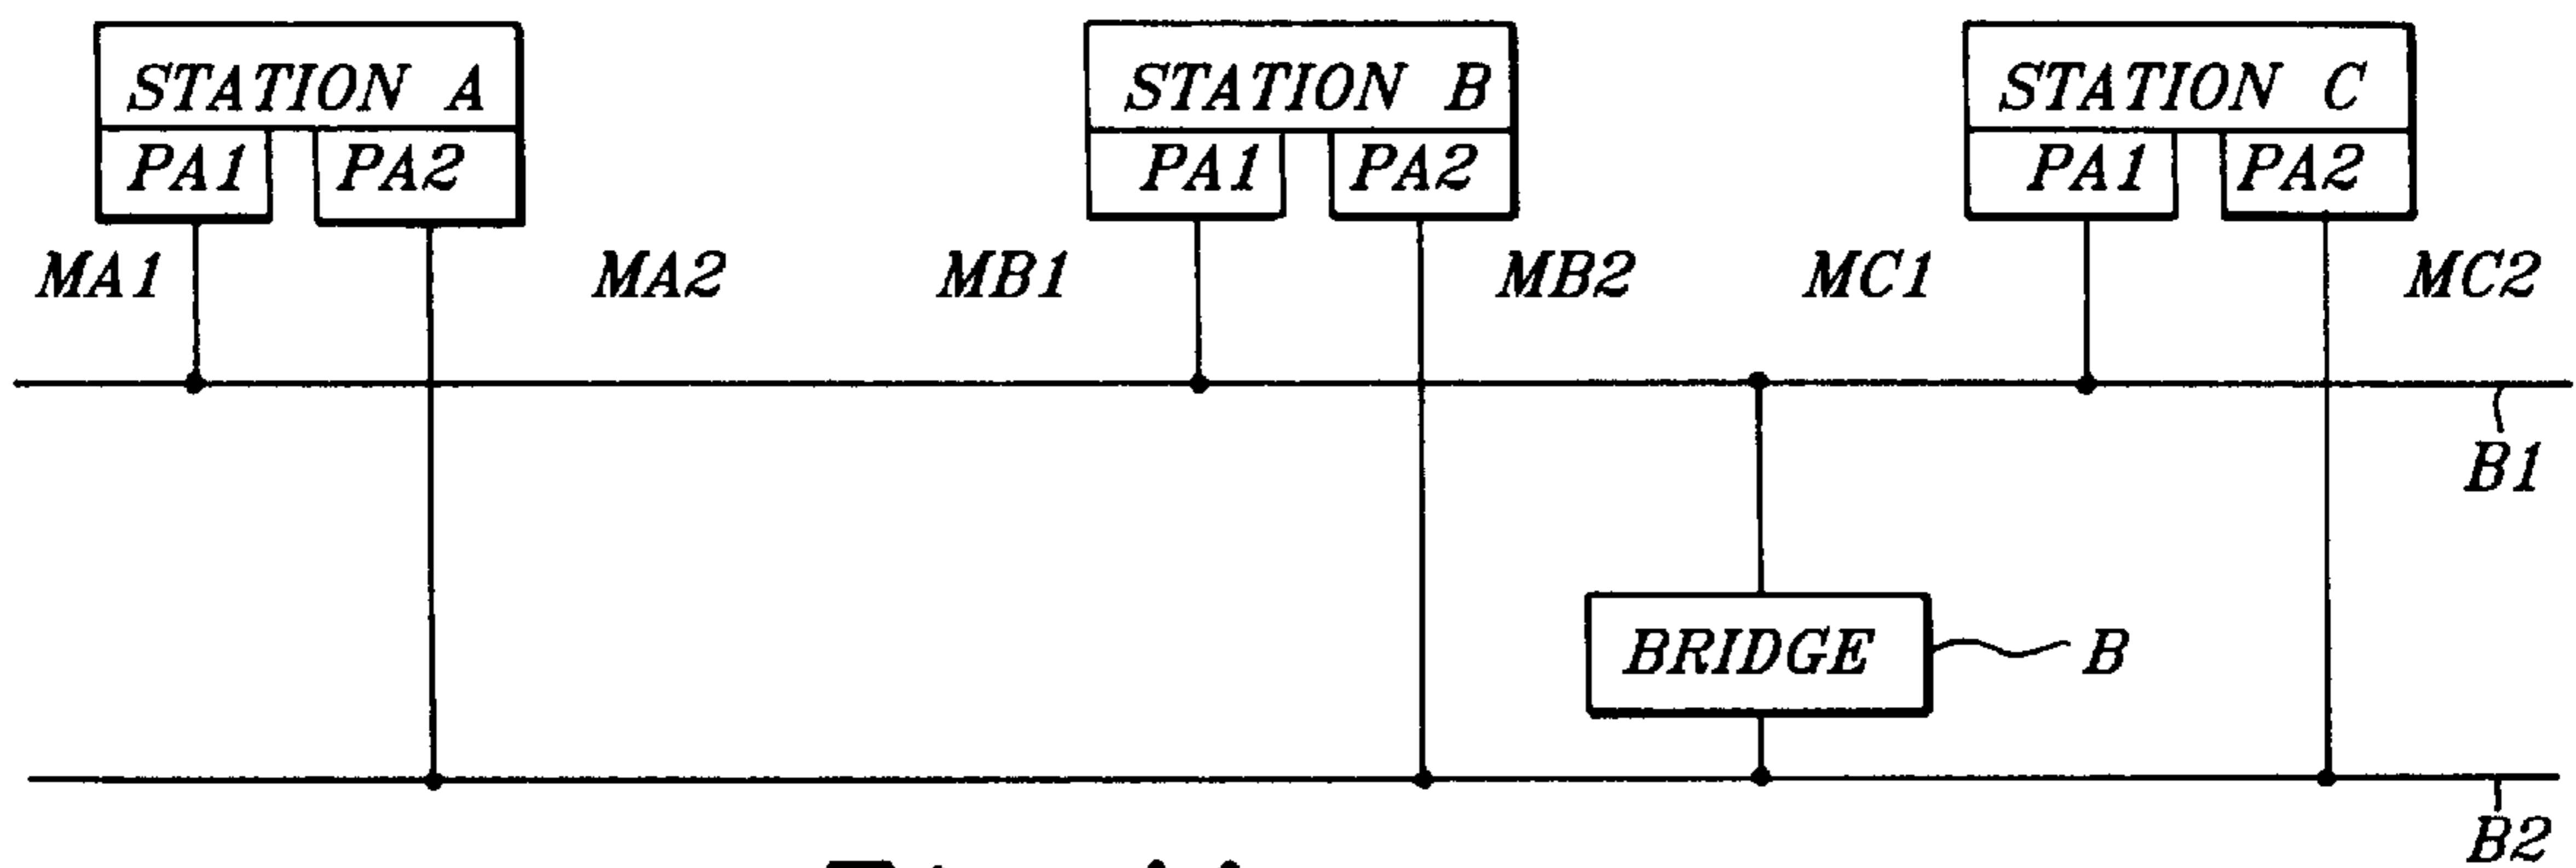 STATION A
STATION B
STATION C
PA1 PA2
PA1 PA2
PA1 PA2
MA1
MA2
MB1
MB2
MC1
MC2
B1
BRIDGE
B
B2